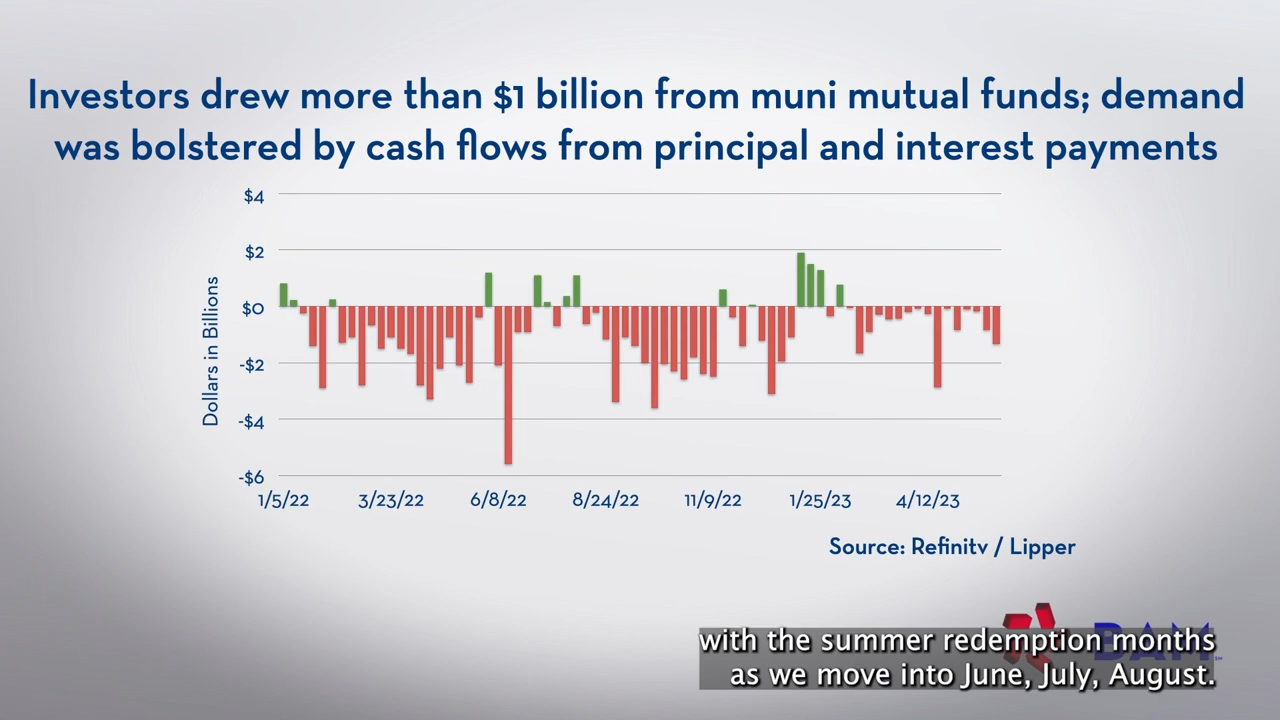 Investors drew more than $1 billion from muni mutual funds; demand
was bolstered by cash flows from principal and interest payments
$4
$2
$0
-$2
-$4
-$6
Dollars in Billions
1/5/22 3/23/22 6/8/22 8/24/22 11/9/22 1/25/23 4/12/23
Source: Refinitv / Lipper
BAM
with the summer redemption months
as we move into June, July, August.